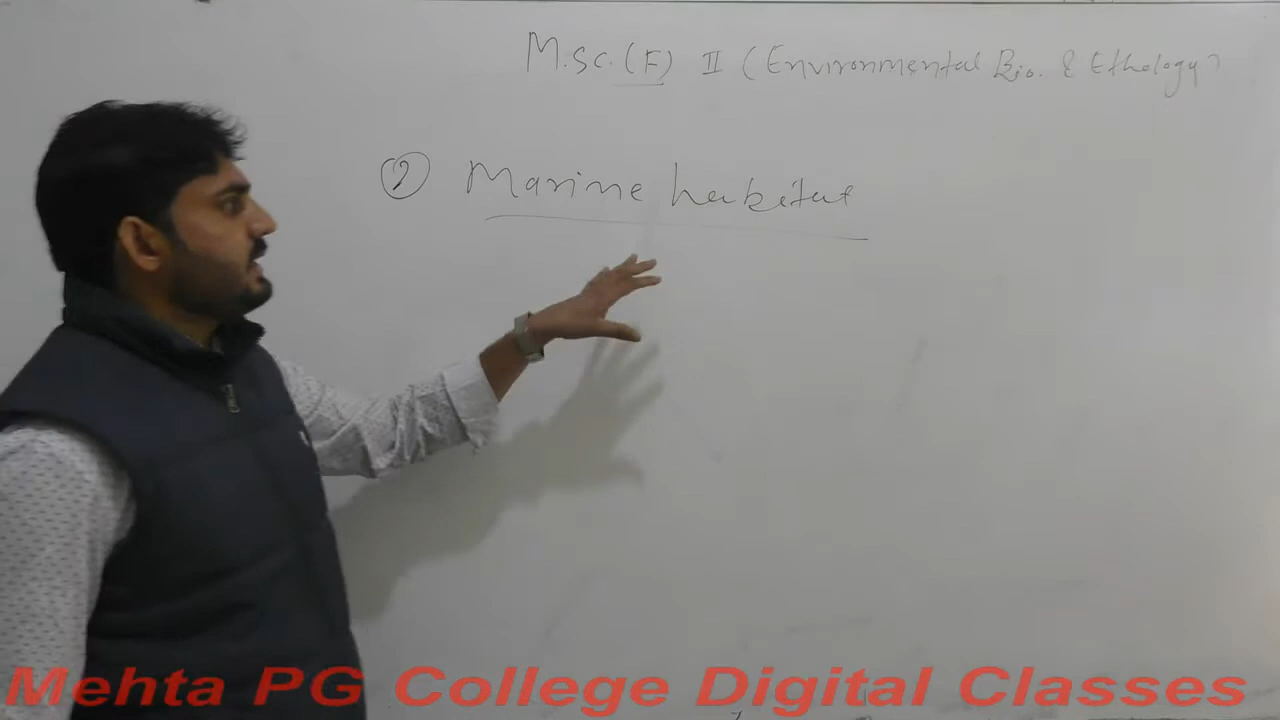 M.Sc. (F) II (Environmental Bio. & Ethology)
② Marine habitat
Mehta PG College Digital Classes